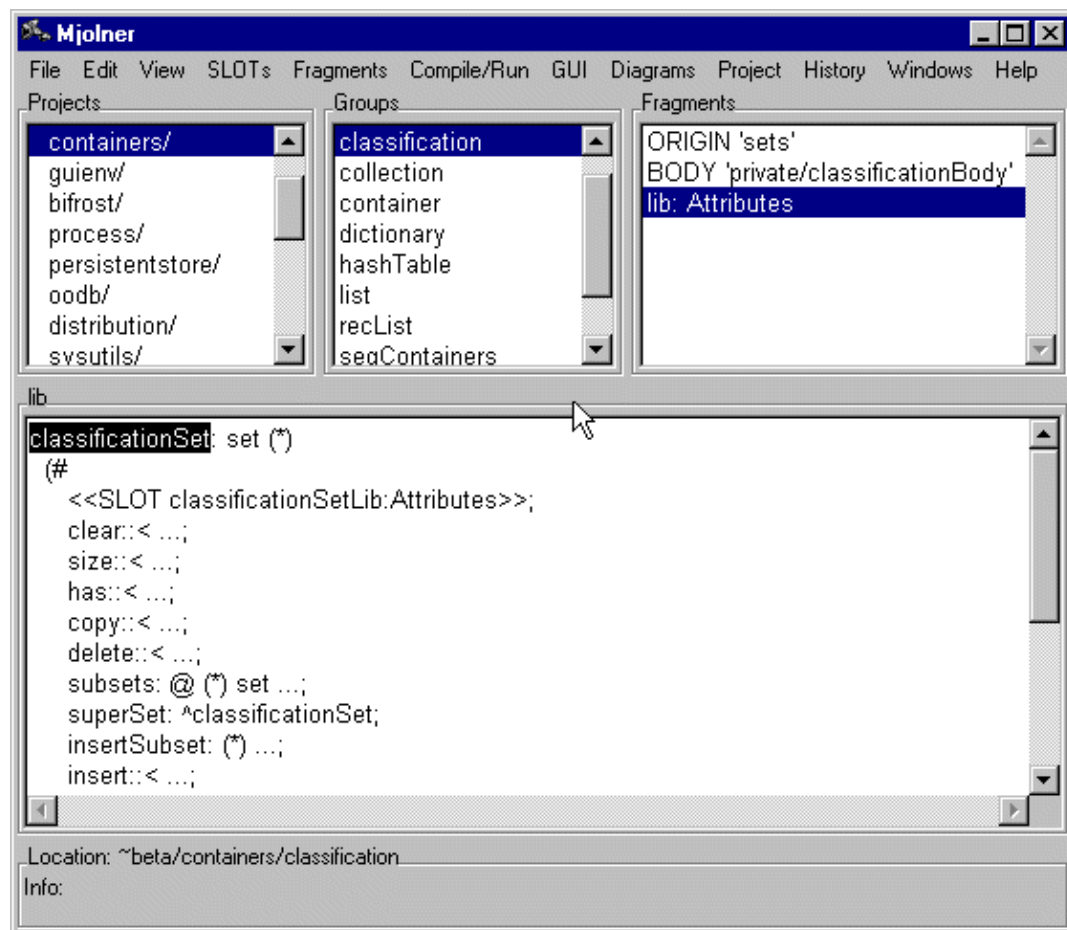 Mjolner
File Edit View SLOTs Fragments Compile/Run GUI Diagrams Project History Windows Help
Projects
containers/
guienv/
bifrost/
process/
persistentstore/
oodb/
distribution/
sysutils/
Groups
classification
collection
container
dictionary
hashTable
list
recList
seqContainers
Fragments
ORIGIN 'sets'
BODY 'private/classificationBody'
lib: Attributes
lib
classificationSet: set (*)
(#
<<SLOT classificationSetLib:Attributes>>;
clear::< ...;
size::< ...;
has::< ...;
copy::< ...;
delete::< ...;
subsets: @ (*) set ...;
superSet: ^classificationSet;
insertSubset: (*) ...;
insert::< ...;
Location: ~beta/containers/classification
Info: